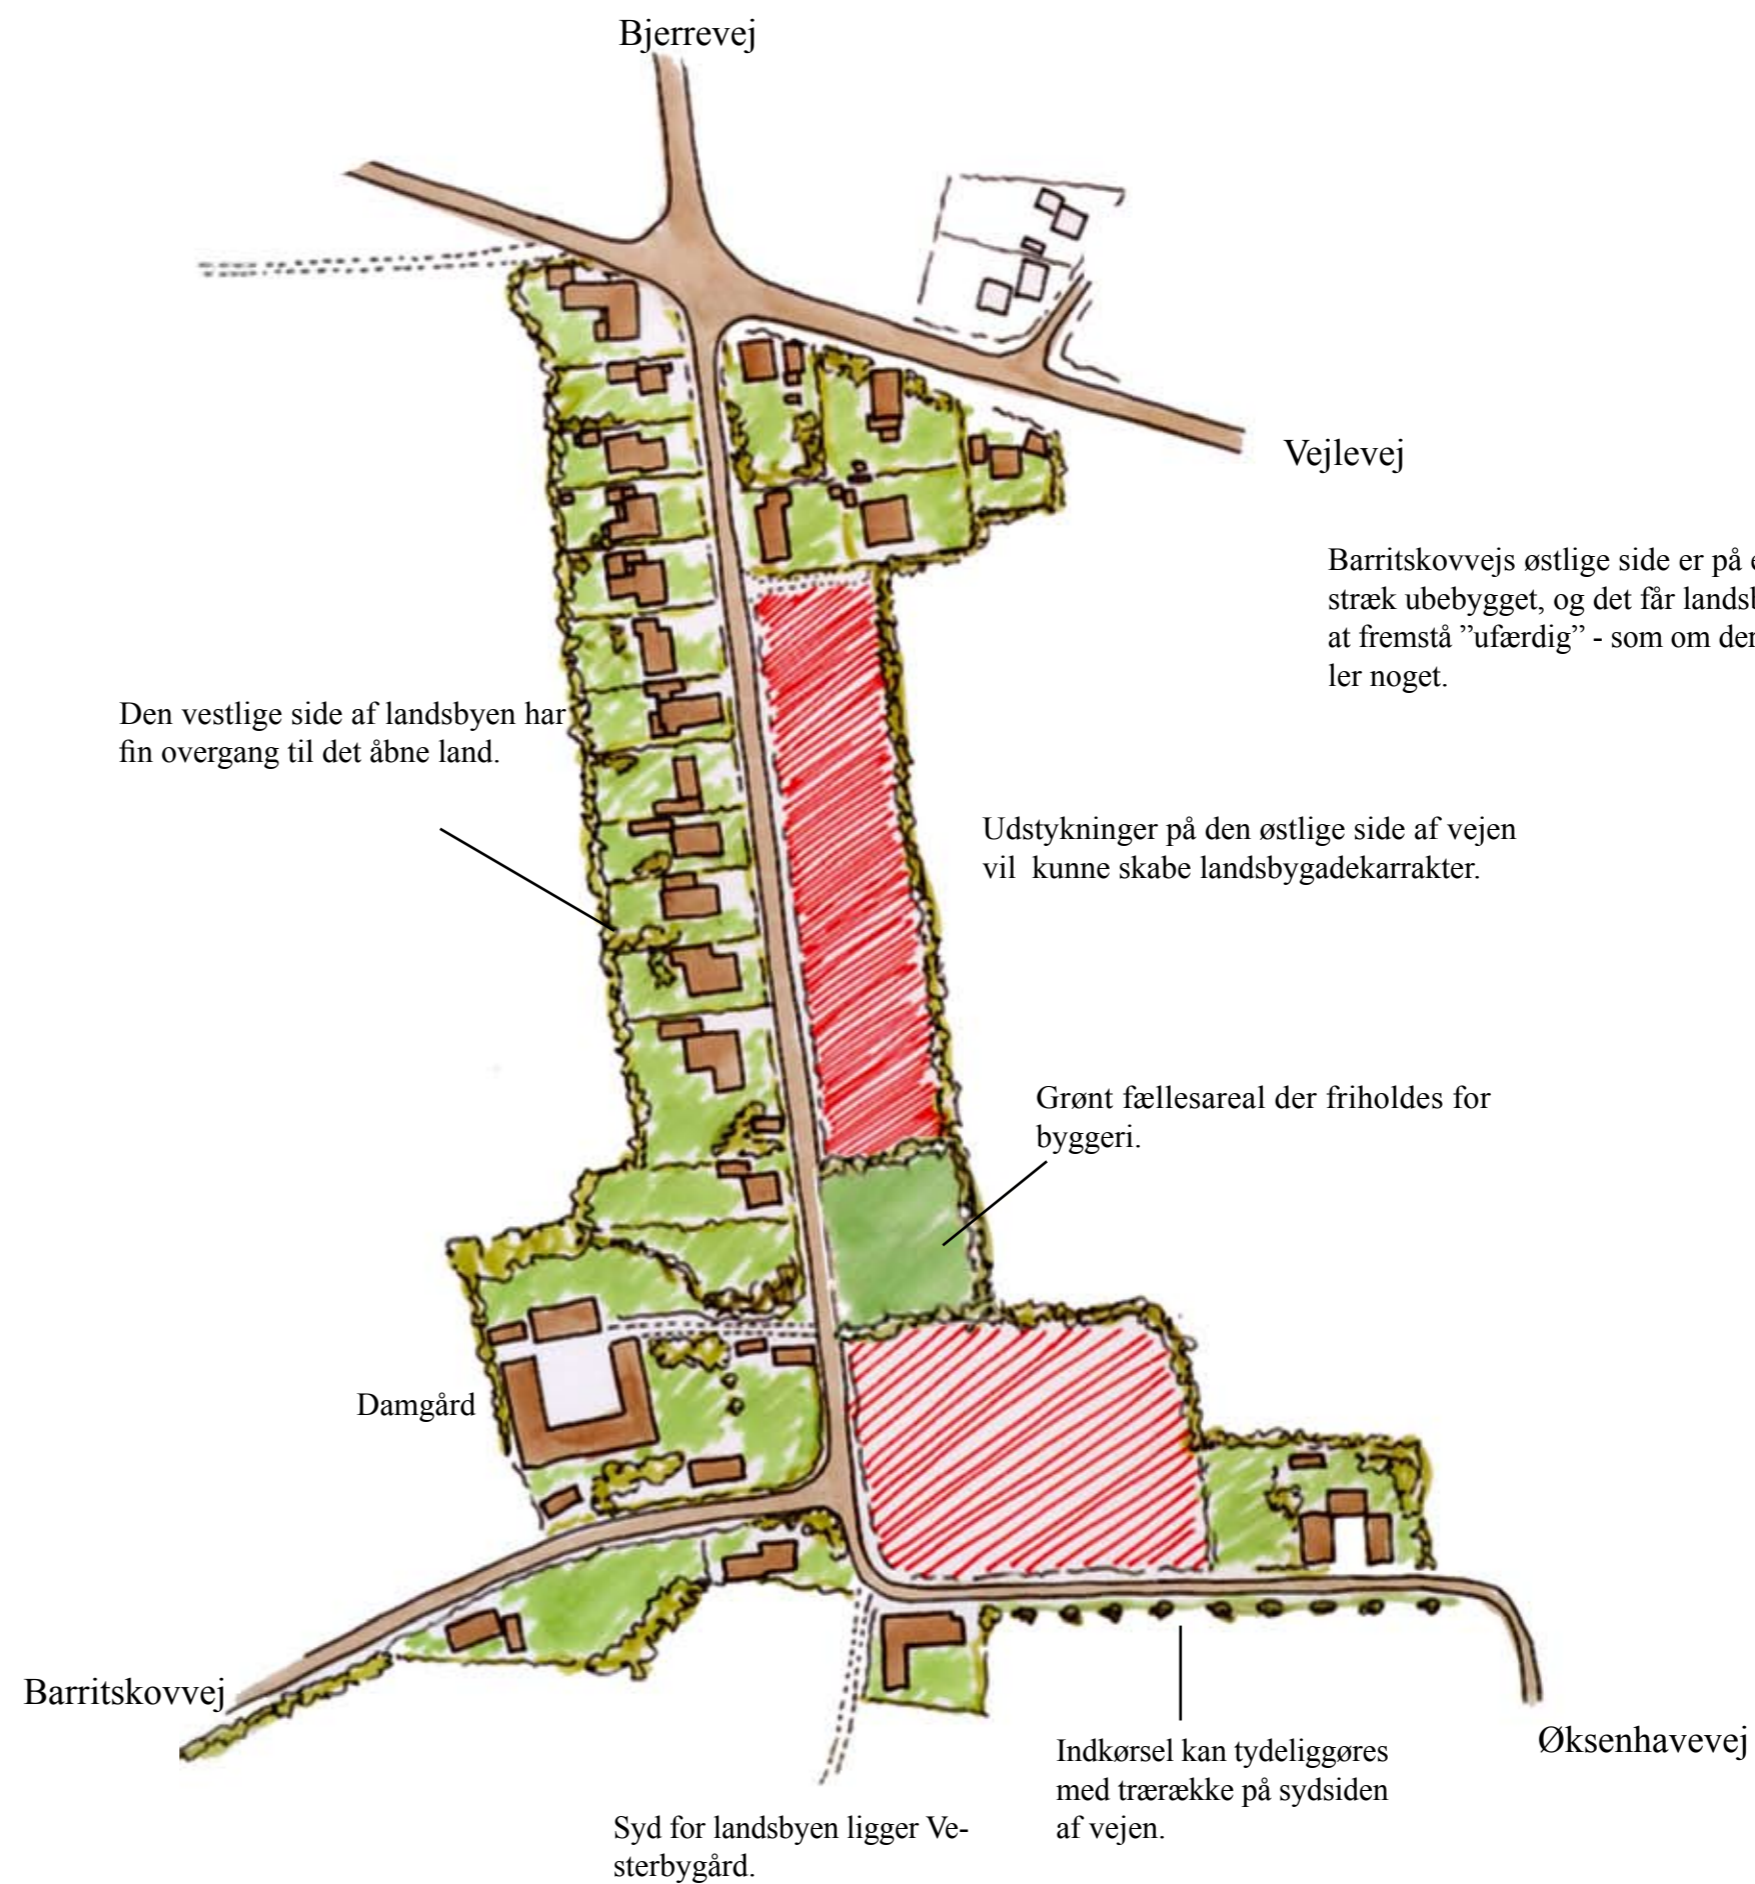 Bjerrevej
Vejlevej
Barritskovvejs østlige side er på e
stræk ubebygget, og det får landsb
at fremstå ”ufærdig” - som om der
ler noget.
Den vestlige side af landsbyen har
fin overgang til det åbne land.
Udstykninger på den østlige side af vejen
vil kunne skabe landsbygadekarrakter.
Grønt fællesareal der friholdes for
byggeri.
Damgård
Barritskovvej
Øksenhavevej
Indkørsel kan tydeliggøres
med trærække på sydsiden
af vejen.
Syd for landsbyen ligger Ve-
sterbygård.